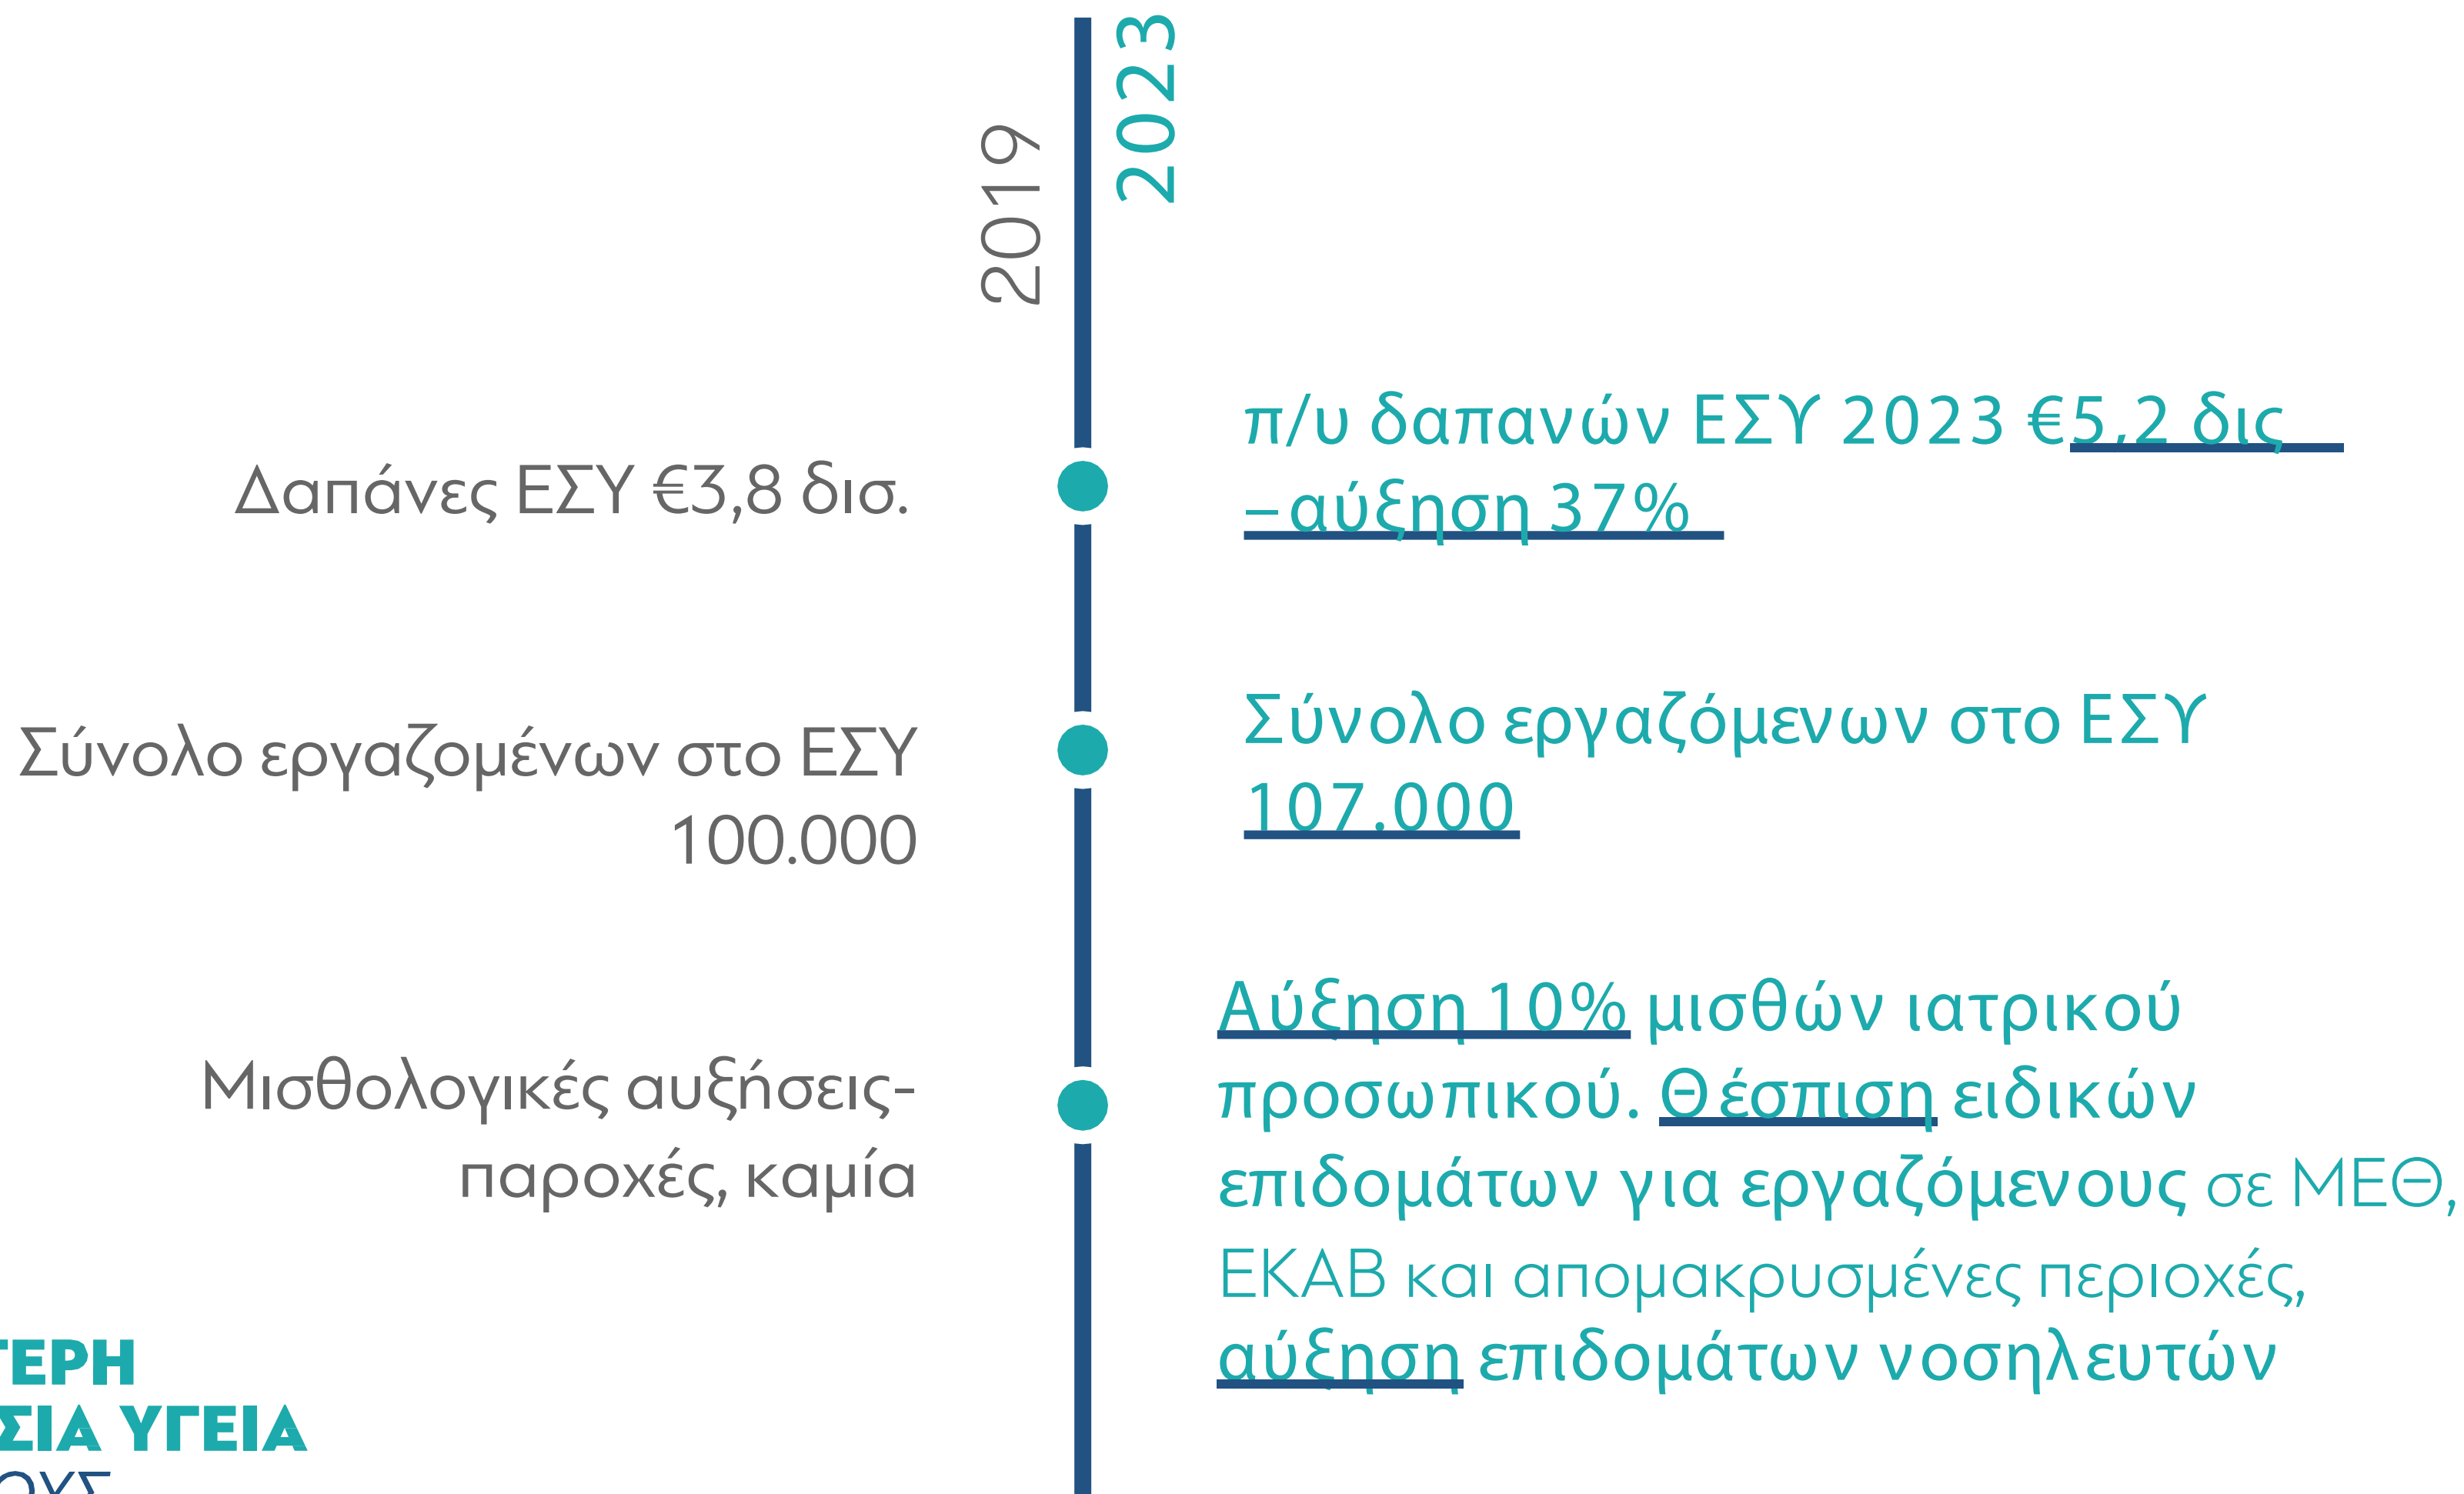 2019
2023
Δαπάνες ΕΣΥ €3,8 δισ.
π/υ δαπανών ΕΣΥ 2023 €5,2 δις
– αύξηση 37%
Σύνολο εργαζομένων στο ΕΣΥ
100.000
Σύνολο εργαζόμενων στο ΕΣΥ
107.000
Μισθολογικές αυξήσεις-
παροχές, καμία
Αύξηση 10% μισθών ιατρικού
προσωπικού. Θέσπιση ειδικών
επιδομάτων για εργαζόμενους σε ΜΕΘ,
ΕΚΑΒ και απομακρυσμένες περιοχές,
αύξηση επιδομάτων νοσηλευτών
ΤΕΡΗ
ΣΙΑ ΥΓΕΙΑ